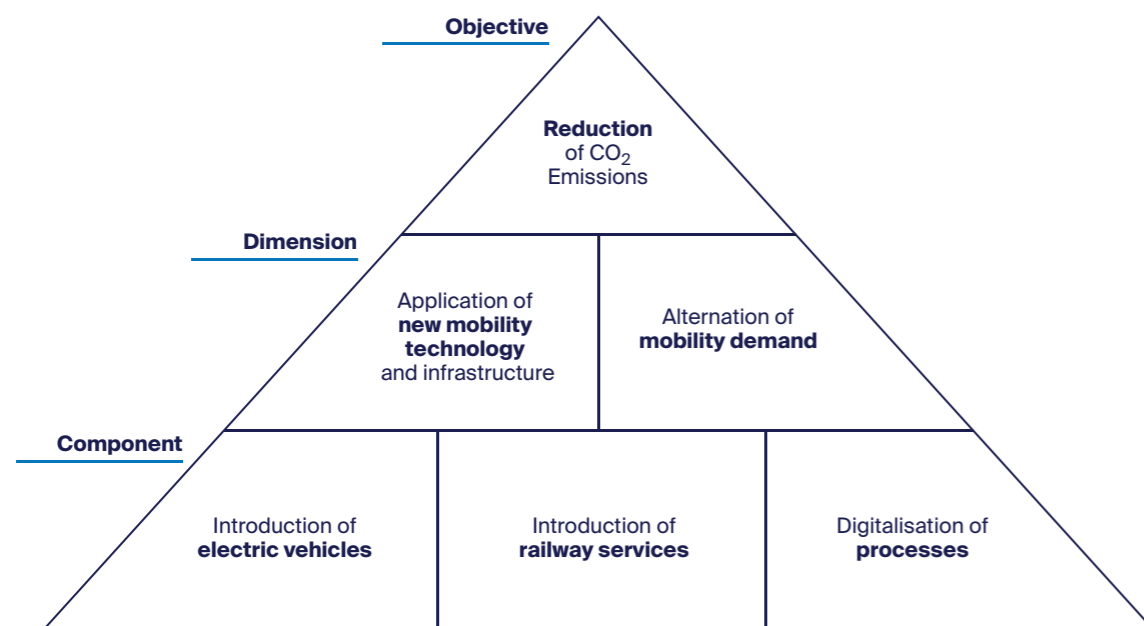 Objective
Reduction
of CO₂
Emissions
Dimension
Application of
new mobility
technology
and infrastructure
Alternation of
mobility demand
Component
Introduction of
electric vehicles
Introduction of
railway services
Digitalisation of
processes